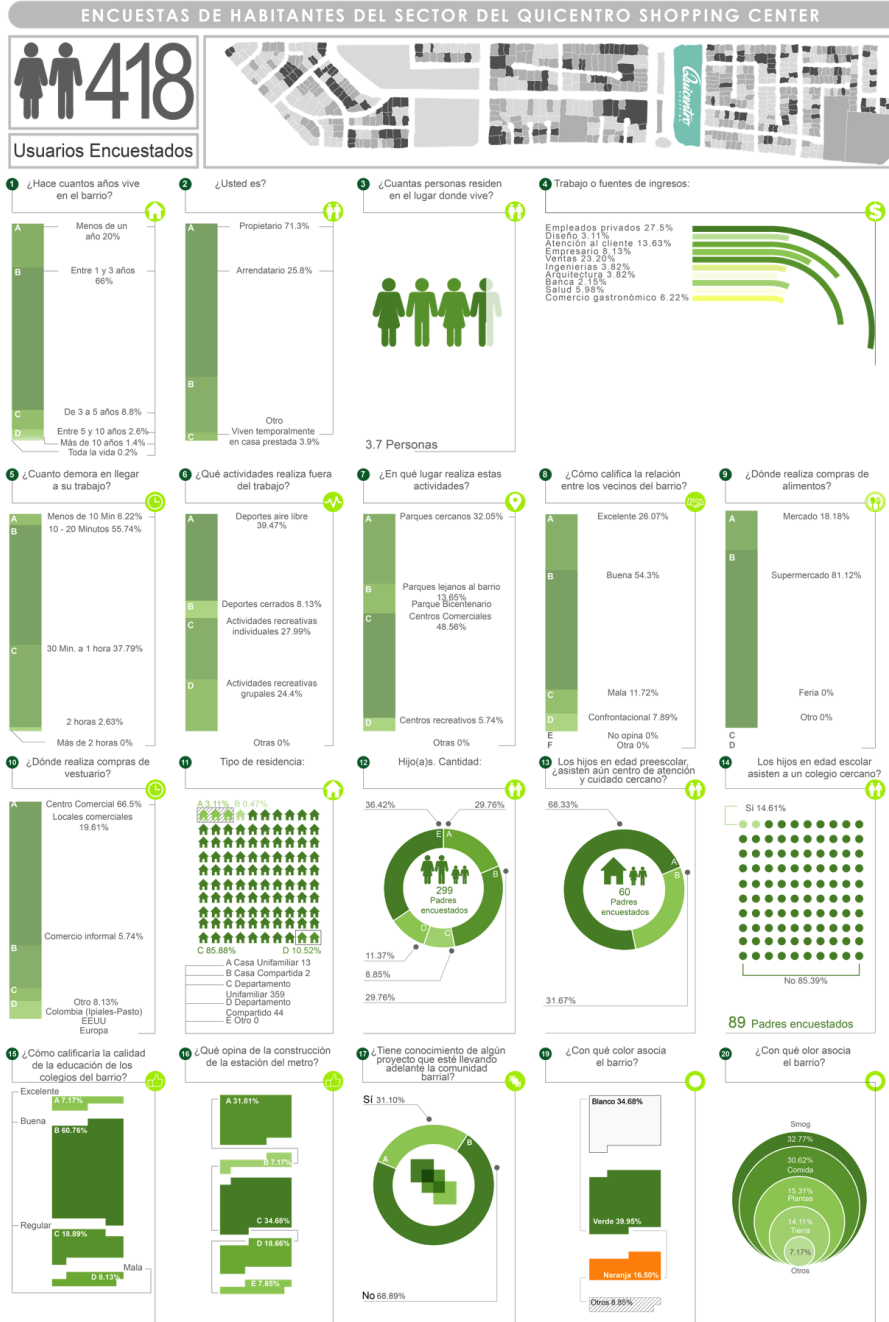 ENCUESTAS DE HABITANTES DEL SECTOR DEL QUICENTRO SHOPPING CENTER
418
Usuarios Encuestados
Quicentro
1 ¿Hace cuantos años vive
en el barrio?
A Menos de un
año 20%
B Entre 1 y 3 años
66%
C De 3 a 5 años 8.8%
D Entre 5 y 10 años 2.6%
Más de 10 años 1.4%
Toda la vida 0.2%
2 ¿Usted es?
A Propietario 71.3%
Arrendatario 25.8%
B
Otro
C Viven temporalmente
en casa prestada 3.9%
3 ¿Cuantas personas residen
en el lugar donde vive?
3.7 Personas
4 Trabajo o fuentes de ingresos:
$
Empleados privados 27.5%
Diseño 3.11%
Atención al cliente 13.63%
Empresario 8.13%
Ventas 23.20%
Ingenierias 3.82%
Arquitectura 3.82%
Banca 2.15%
Salud 5.98%
Comercio gastronómico 6.22%
5 ¿Cuanto demora en llegar
a su trabajo?
A Menos de 10 Min 6.22%
B 10 - 20 Minutos 55.74%
C 30 Min. a 1 hora 37.79%
2 horas 2.63%
Más de 2 horas 0%
6 ¿Qué actividades realiza fuera
del trabajo?
A Deportes aire libre
39.47%
B Deportes cerrados 8.13%
C Actividades recreativas
individuales 27.99%
D Actividades recreativas
grupales 24.4%
Otras 0%
7 ¿En qué lugar realiza estas
actividades?
A Parques cercanos 32.05%
B Parques lejanos al barrio
13.65%
Parque Bicentenario
C Centros Comerciales
48.56%
D Centros recreativos 5.74%
Otras 0%
8 ¿Cómo califica la relación
entre los vecinos del barrio?
A Excelente 26.07%
B Buena 54.3%
C Mala 11.72%
D Confrontacional 7.89%
E No opina 0%
F Otra 0%
9 ¿Dónde realiza compras de
alimentos?
A Mercado 18.18%
B Supermercado 81.12%
Feria 0%
Otro 0%
C
D
10 ¿Dónde realiza compras de
vestuario?
A Centro Comercial 66.5%
Locales comerciales
19.61%
B Comercio informal 5.74%
C
D Otro 8.13%
Colombia (Ipiales-Pasto)
EEUU
Europa
11 Tipo de residencia:
A 3.11% B 0.47%
C 85.88% D 10.52%
A Casa Unifamiliar 13
B Casa Compartida 2
C Departamento
Unifamiliar 359
D Departamento
Compartido 44
E Otro 0
12 Hijo(a)s. Cantidad:
36.42% 29.76%
E A
B
299
Padres
encuestados
D C
11.37%
8.85%
29.76%
13 Los hijos en edad preescolar,
¿asisten aún centro de atención
y cuidado cercano?
68.33%
A
B
60
Padres
encuestados
31.67%
14 Los hijos en edad escolar
asisten a un colegio cercano?
Sí 14.61%
No 85.39%
89 Padres encuestados
15 ¿Cómo calificaría la calidad
de la educación de los
colegios del barrio?
Excelente
A 7.17%
Buena
B 60.76%
Regular
C 18.89%
Mala
D 8.13%
16 ¿Qué opina de la construcción
de la estación del metro?
A 31.81%
B 7.17%
C 34.68%
D 18.66%
E 7.65%
17 ¿Tiene conocimiento de algún
proyecto que esté llevando
adelante la comunidad
barrial?
Sí 31.10%
B
A
No 68.89%
19 ¿Con qué color asocia
el barrio?
Blanco 34.68%
Verde 39.95%
Naranja 16.50%
Otros 8.85%
20 ¿Con qué olor asocia
el barrio?
Smog
32.77%
30.62%
Comida
15.31%
Plantas
14.11%
Tierra
7.17%
Otros